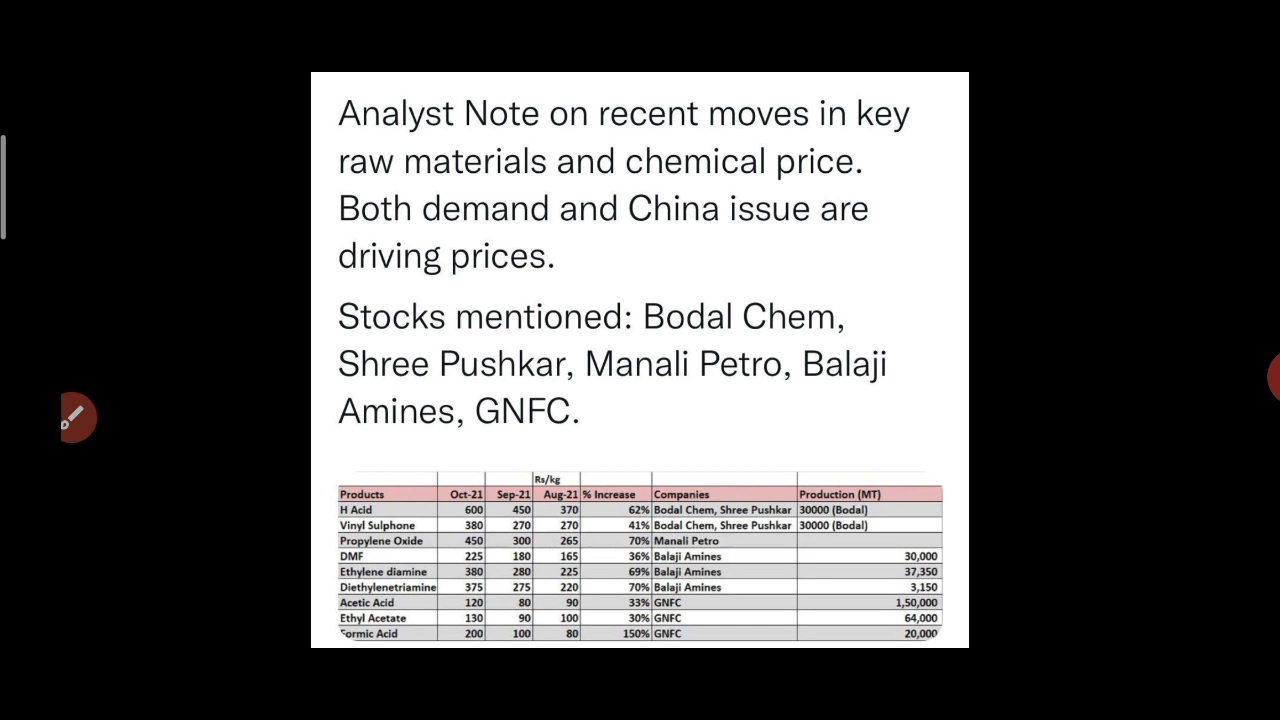 Analyst Note on recent moves in key
raw materials and chemical price.
Both demand and China issue are
driving prices.
Stocks mentioned: Bodal Chem,
Shree Pushkar, Manali Petro, Balaji
Amines, GNFC.
Rs/kg
Products Oct-21 Sep-21 Aug-21 % Increase Companies Production (MT)
H Acid 600 450 370 62% Bodal Chem, Shree Pushkar 30000 (Bodal)
Vinyl Sulphone 380 270 270 41% Bodal Chem, Shree Pushkar 30000 (Bodal)
Propylene Oxide 450 300 265 70% Manali Petro
DMF 225 180 165 36% Balaji Amines 30,000
Ethylene diamine 380 280 225 69% Balaji Amines 37,350
Diethylenetriamine 375 275 220 70% Balaji Amines 3,150
Acetic Acid 120 80 90 33% GNFC 1,50,000
Ethyl Acetate 130 90 100 30% GNFC 64,000
Formic Acid 200 100 80 150% GNFC 20,000